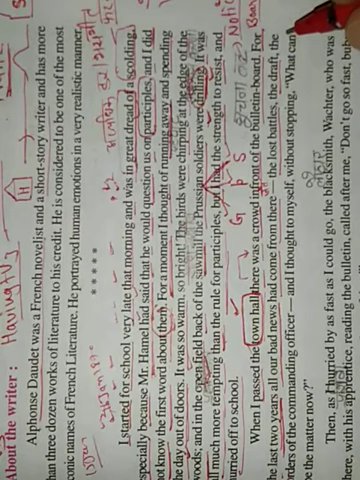 About the writer :
Alphonse Daudet was a French novelist and a short-story writer and has more
han three dozen works of literature to his credit. He is considered to be one of the most
conic names of French Literature. He portrayed human emotions in a very realistic manner.
*****
I started for school very late that morning and was in great dread of a scolding,
specially because Mr. Hamel had said that he would question us on participles, and I did
not know the first word about them. For a moment I thought of running away and spending
the day out of doors. It was so warm, so bright! The birds were chirping at the edge of the
woods; and in the open field back of the sawmill the Prussian soldiers were drilling. It was
all much more tempting than the rule for participles, but I had the strength to resist, and
urried off to school.
G P S
When I passed the town hall there was a crowd in front of the bulletin-board. For
the last two years all our bad news had come from there — the lost battles, the draft, the
rders of the commanding officer — and I thought to myself, without stopping, "What can
be the matter now?"
Then, as I hurried by as fast as I could go, the blacksmith, Wachter, who was
here, with his apprentice, reading the bulletin, called after me, "Don't go so fast, bub;